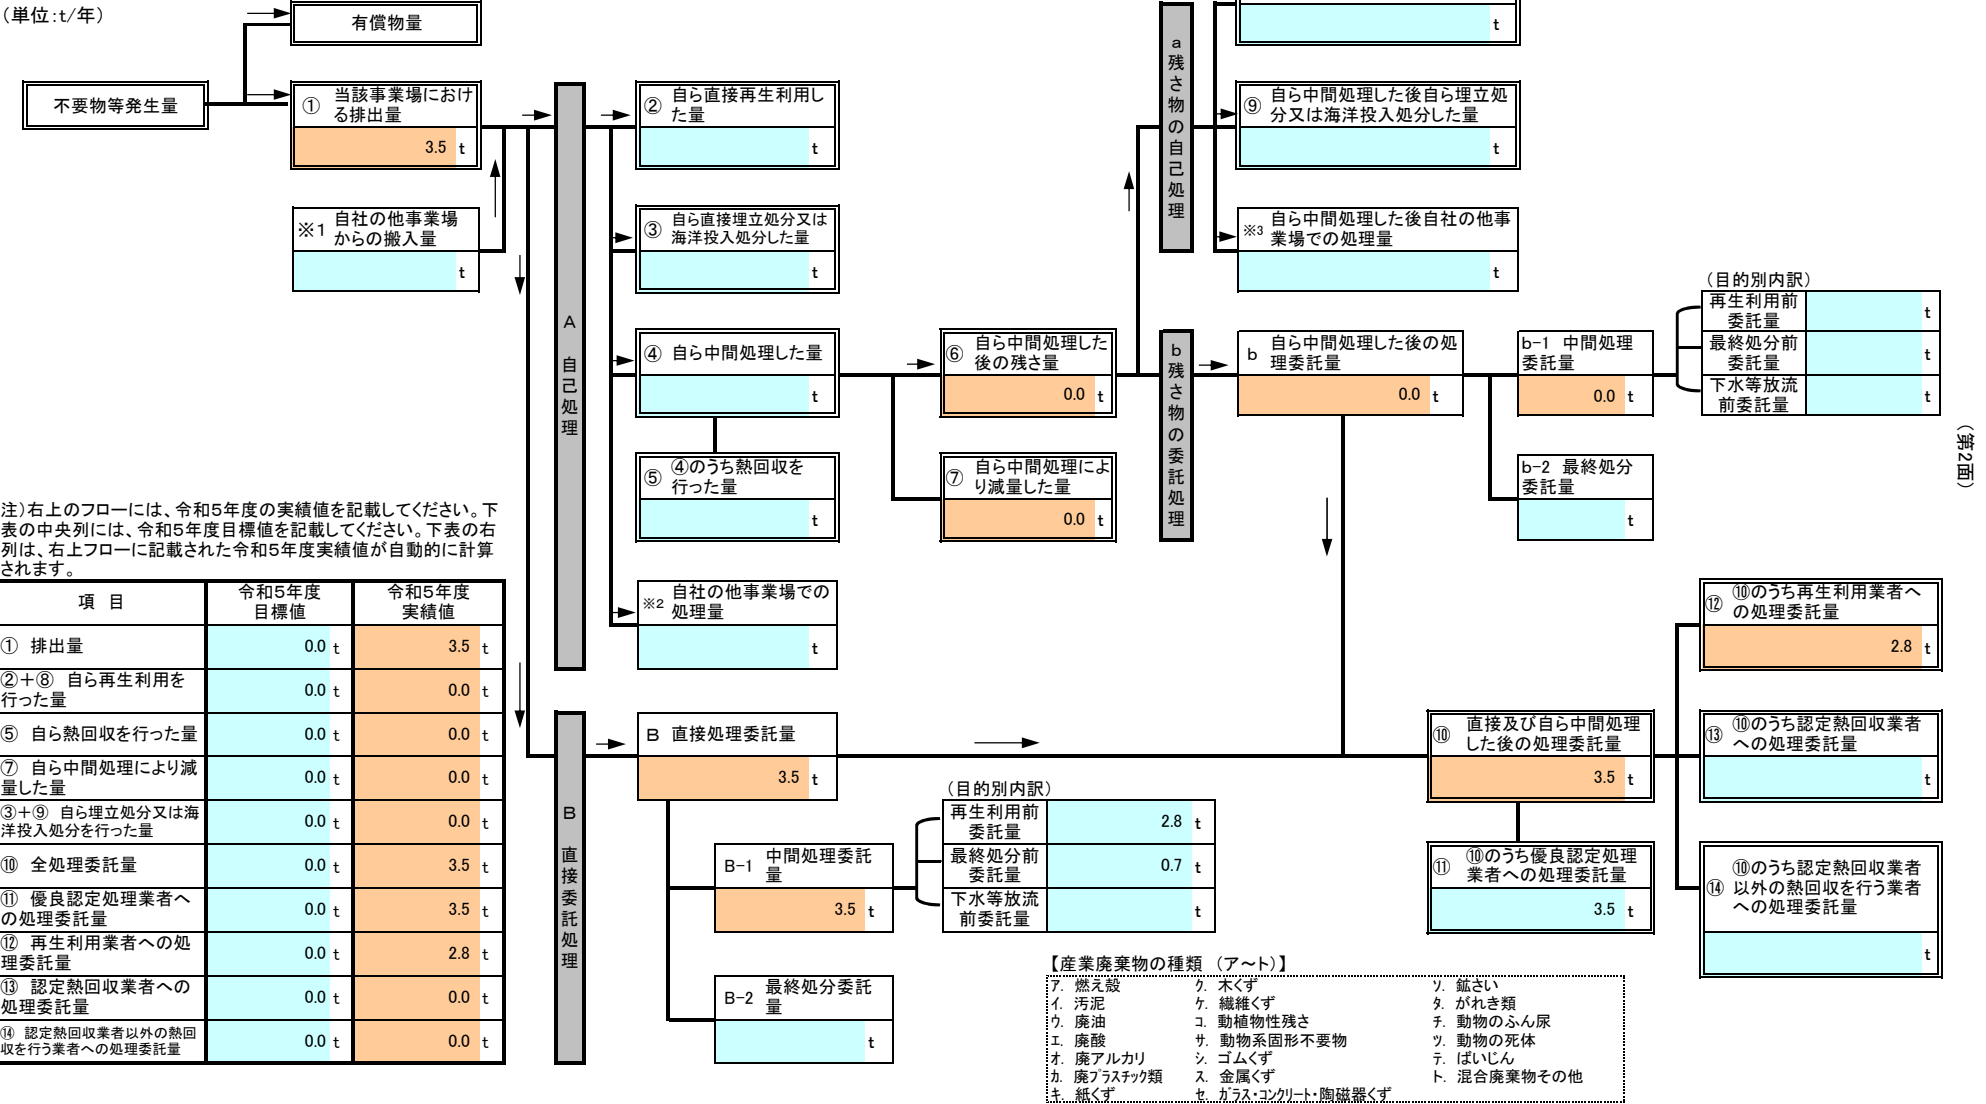 （単位：t/年）
有償物量
t
不要物等発生量
① 当該事業場におけ
る排出量
3.5 t
※1 自社の他事業場
からの搬入量
t
A 自己処理
② 自ら直接再生利用し
た量
t
③ 自ら直接埋立処分又は
海洋投入処分した量
t
④ 自ら中間処理した量
t
⑤ ④のうち熱回収を
行った量
t
※2 自社の他事業場での
処理量
t
⑥ 自ら中間処理した
後の残さ量
0.0 t
⑦ 自ら中間処理によ
り減量した量
0.0 t
a残さ物の自己処理
⑨ 自ら中間処理した後自ら埋立処
分又は海洋投入処分した量
t
※3 自ら中間処理した後自社の他事
業場での処理量
t
b残さ物の委託処理
b 自ら中間処理した後の処
理委託量
0.0 t
b-1 中間処理
委託量
0.0 t
b-2 最終処分
委託量
t
（目的別内訳）
再生利用前
委託量
t
最終処分前
委託量
t
下水等放流
前委託量
t
（第2面）
注）右上のフローには、令和5年度の実績値を記載してください。下
表の中央列には、令和5年度目標値を記載してください。下表の右
列は、右上フローに記載された令和5年度実績値が自動的に計算
されます。
項 目 令和5年度
目標値 令和5年度
実績値
① 排出量 0.0 t 3.5 t
②＋⑧ 自ら再生利用を
行った量 0.0 t 0.0 t
⑤ 自ら熱回収を行った量 0.0 t 0.0 t
⑦ 自ら中間処理により減
量した量 0.0 t 0.0 t
③＋⑨ 自ら埋立処分又は海
洋投入処分を行った量 0.0 t 0.0 t
⑩ 全処理委託量 0.0 t 3.5 t
⑪ 優良認定処理業者へ
の処理委託量 0.0 t 3.5 t
⑫ 再生利用業者への処
理委託量 0.0 t 2.8 t
⑬ 認定熱回収業者への
処理委託量 0.0 t 0.0 t
⑭ 認定熱回収業者以外の熱回
収を行う業者への処理委託量 0.0 t 0.0 t
B 直接委託処理
B 直接処理委託量
3.5 t
B-1 中間処理委託
量
3.5 t
B-2 最終処分委託
量
t
（目的別内訳）
再生利用前
委託量
2.8 t
最終処分前
委託量
0.7 t
下水等放流
前委託量
t
⑩ 直接及び自ら中間処理
した後の処理委託量
3.5 t
⑪ ⑩のうち優良認定処理
業者への処理委託量
3.5 t
⑫ ⑩のうち再生利用業者へ
の処理委託量
2.8 t
⑬ ⑩のうち認定熱回収業者
への処理委託量
t
⑭ ⑩のうち認定熱回収業者
以外の熱回収を行う業者
への処理委託量
t
【産業廃棄物の種類 （ア～ト）】
ｱ. 燃え殻 ｸ. 木くず ｿ. 鉱さい
ｲ. 汚泥 ｹ. 繊維くず ﾀ. がれき類
ｳ. 廃油 ｺ. 動植物性残さ ﾁ. 動物のふん尿
ｴ. 廃酸 ｻ. 動物系固形不要物 ﾂ. 動物の死体
ｵ. 廃アルカリ ｼ. ゴムくず ﾃ. ばいじん
ｶ. 廃ﾌﾟﾗｽﾁｯｸ類 ｽ. 金属くず ﾄ. 混合廃棄物その他
ｷ. 紙くず ｾ. ｶﾞﾗｽ・ｺﾝｸﾘｰﾄ・陶磁器くず